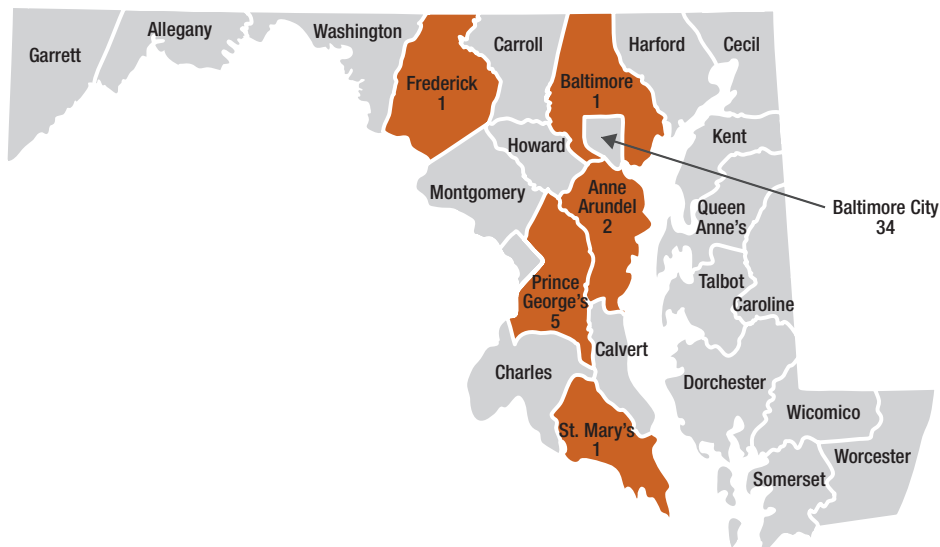 Garrett
Allegany
Washington
Frederick
1
Carroll
Baltimore
1
Harford
Cecil
Howard
Kent
Montgomery
Anne
Arundel
2
Queen
Anne's
Baltimore City
34
Prince
George's
5
Talbot
Caroline
Calvert
Charles
Dorchester
St. Mary's
1
Wicomico
Worcester
Somerset